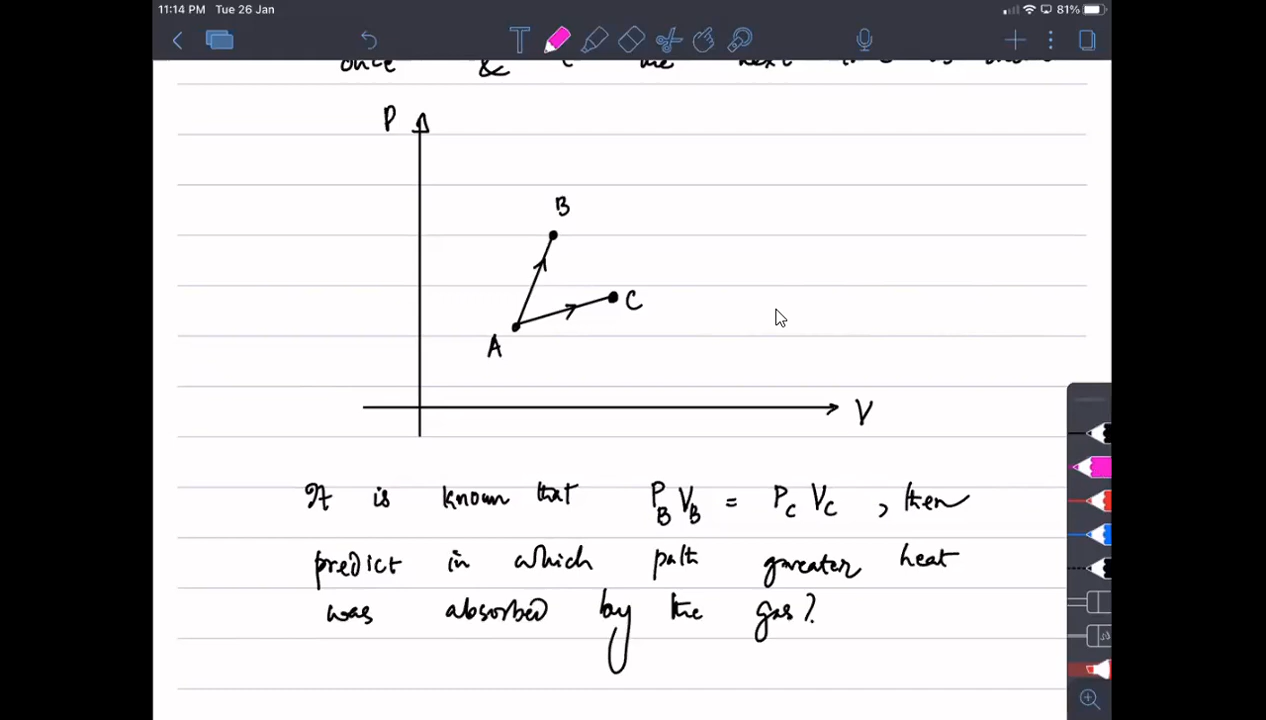 11:14 PM Tue 26 Jan
81%
T
once &
P
B
C
A
V
It is known that P_B V_B = P_C V_C , then
predict in which path greater heat
was absorbed by the gas?